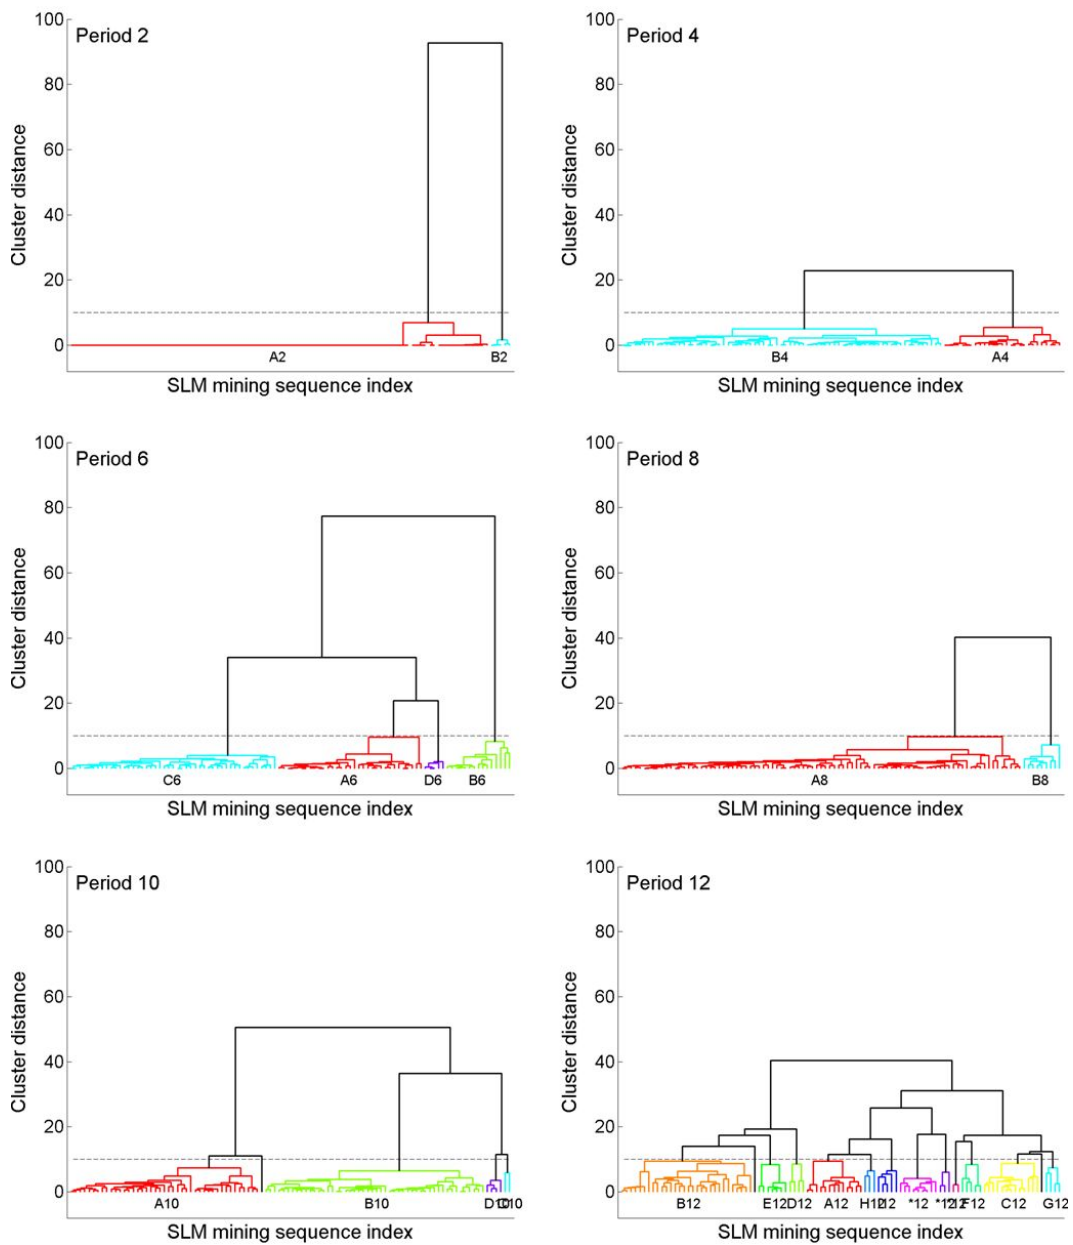 Period 2
100
80
60
40
20
0
Cluster distance
A2
B2
SLM mining sequence index
Period 4
100
80
60
40
20
0
Cluster distance
B4
A4
SLM mining sequence index
Period 6
100
80
60
40
20
0
Cluster distance
C6
A6
D6
B6
SLM mining sequence index
Period 8
100
80
60
40
20
0
Cluster distance
A8
B8
SLM mining sequence index
Period 10
100
80
60
40
20
0
Cluster distance
A10
B10
SLM mining sequence index
Period 12
100
80
60
40
20
0
Cluster distance
B12
E12
D12
A12
*12
C12
G12
SLM mining sequence index